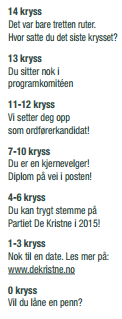 14 kryss
Det var bare tretten ruter.
Hvor satte du det siste krysset?
13 kryss
Du sitter nok i
programkomitéen
11-12 kryss
Vi setter deg opp
som ordførerkandidat!
7-10 kryss
Du er en kjernevelger!
Diplom på vei i posten!
4-6 kryss
Du kan trygt stemme på
Partiet De Kristne i 2015!
1-3 kryss
Nok til en date. Les mer på:
www.dekristne.no
0 kryss
Vil du låne en penn?